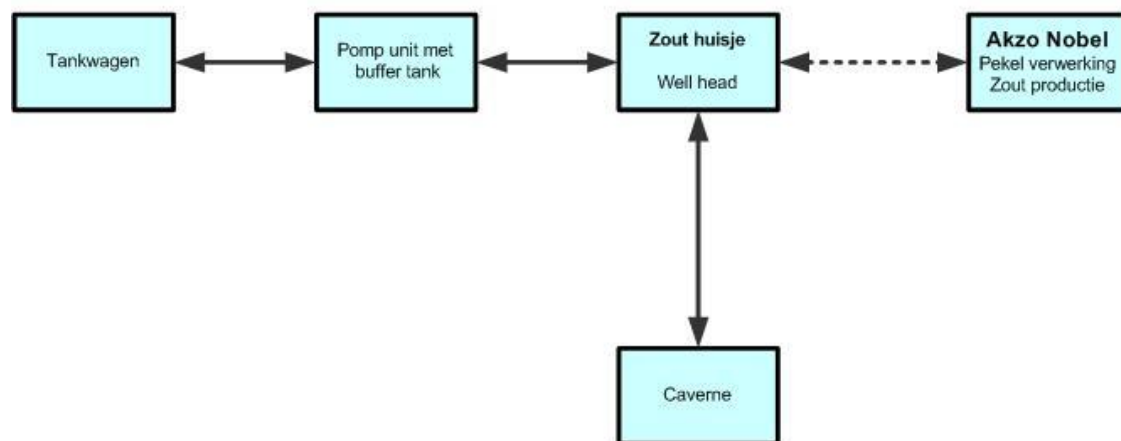 Tankwagen
Pomp unit met
buffer tank
Zout huisje
Well head
Akzo Nobel
Pekel verwerking
Zout productie
Caverne